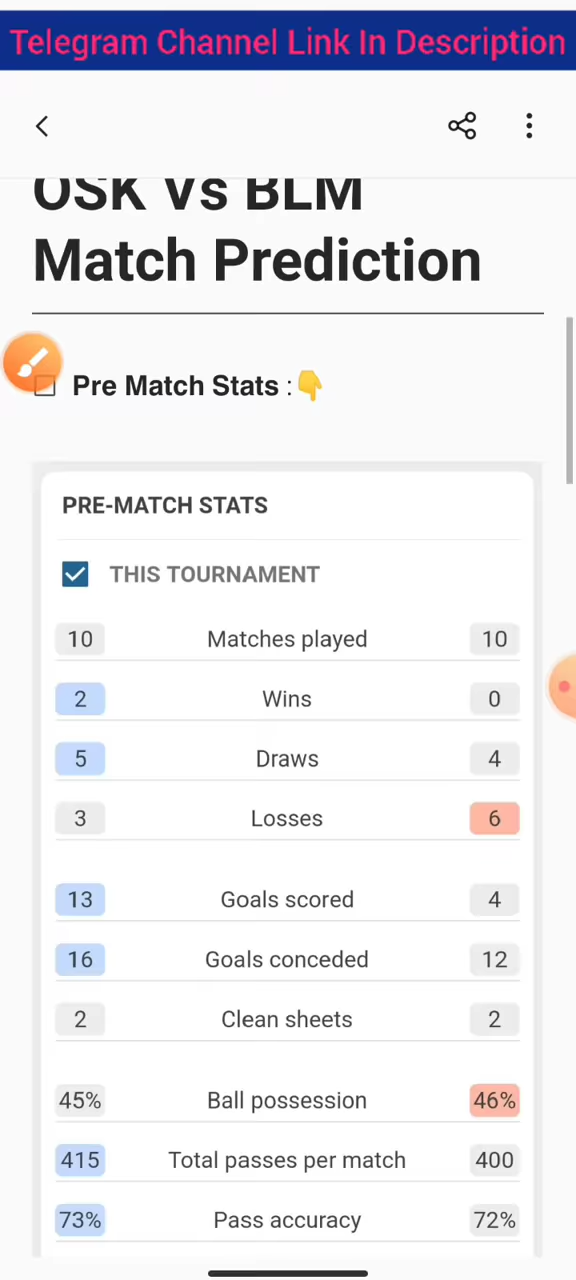 Telegram Channel Link In Description
OSK Vs BLM
Match Prediction
Pre Match Stats :👇
PRE-MATCH STATS
THIS TOURNAMENT
10 Matches played 10
2 Wins 0
5 Draws 4
3 Losses 6
13 Goals scored 4
16 Goals conceded 12
2 Clean sheets 2
45% Ball possession 46%
415 Total passes per match 400
73% Pass accuracy 72%